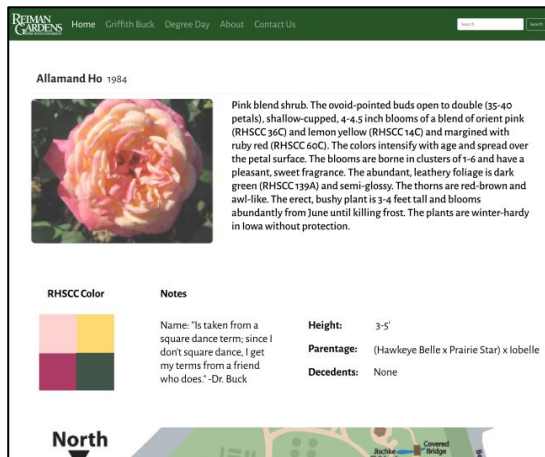 REIMAN
GARDENS
Home Griffith Buck Degree Day About Contact Us
Search
Search
Allamand Ho 1984
Pink blend shrub. The ovoid-pointed buds open to double (35-40
petals), shallow-cupped, 4-4.5 inch blooms of a blend of orient pink
(RHSCC 36C) and lemon yellow (RHSCC 14C) and margined with
ruby red (RHSCC 60C). The colors intensify with age and spread over
the petal surface. The blooms are borne in clusters of 1-6 and have a
pleasant, sweet fragrance. The abundant, leathery foliage is dark
green (RHSCC 139A) and semi-glossy. The thorns are red-brown and
awl-like. The erect, bushy plant is 3-4 feet tall and blooms
abundantly from June until killing frost. The plants are winter-hardy
in Iowa without protection.
RHSCC Color
Notes
Name: "Is taken from a
square dance term; since I
don't square dance, I get
my terms from a friend
who does." -Dr. Buck
Height: 3-5'
Parentage: (Hawkeye Belle x Prairie Star) x Iobelle
Decedents: None
North
Jischke
Covered
Bridge